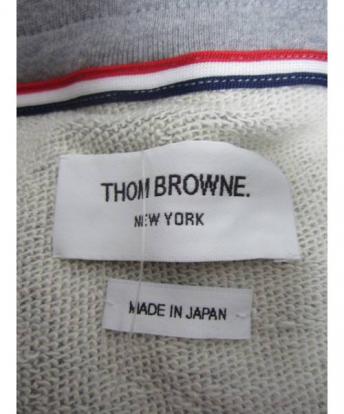 THOM BROWNE.
NEW YORK
MADE IN JAPAN